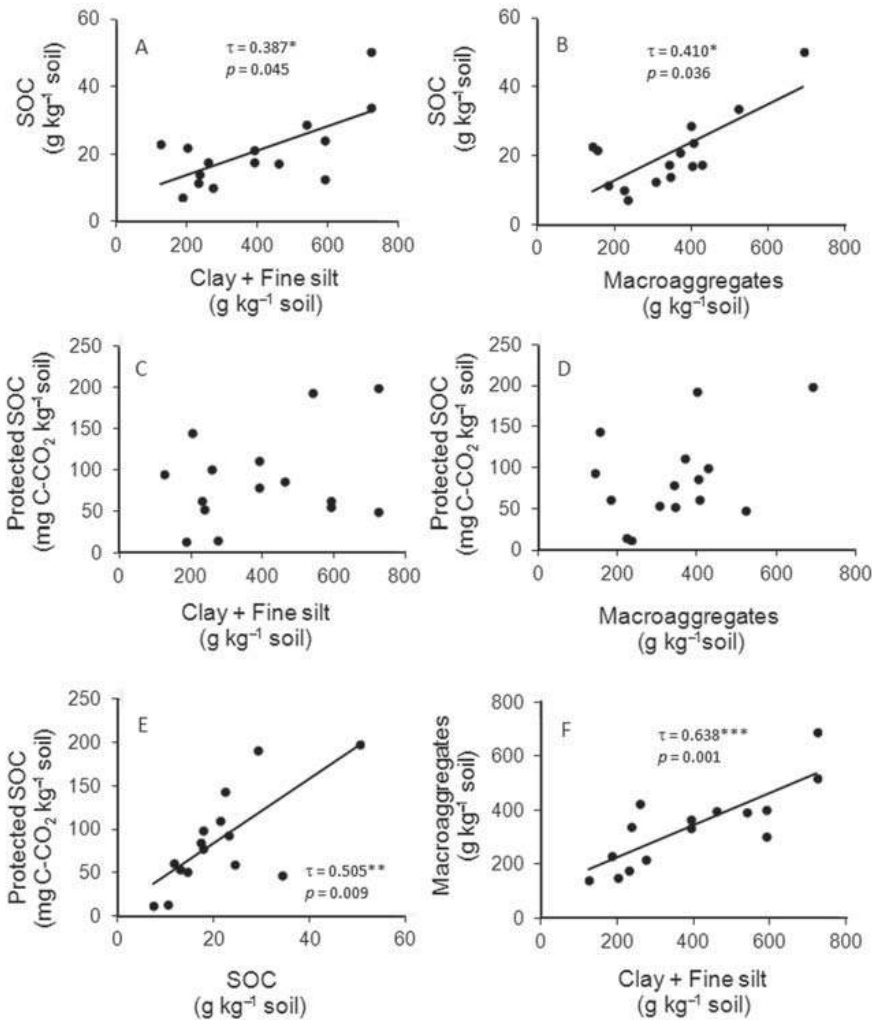 A
τ = 0.387*
p = 0.045
SOC
(g kg⁻¹ soil)
60
40
20
0
0 200 400 600 800
Clay + Fine silt
(g kg⁻¹ soil)
B
τ = 0.410*
p = 0.036
SOC
(g kg⁻¹ soil)
60
40
20
0
0 200 400 600 800
Macroaggregates
(g kg⁻¹soil)
C
Protected SOC
(mg C-CO₂ kg⁻¹soil)
250
200
150
100
50
0
0 200 400 600 800
Clay + Fine silt
(g kg⁻¹ soil)
D
Protected SOC
(mg C-CO₂ kg⁻¹ soil)
250
200
150
100
50
0
0 200 400 600 800
Macroaggregates
(g kg⁻¹soil)
E
τ = 0.505**
p = 0.009
Protected SOC
(mg C-CO₂ kg⁻¹ soil)
250
200
150
100
50
0
0 20 40 60
SOC
(g kg⁻¹ soil)
F
τ = 0.638***
p = 0.001
Macroaggregates
(g kg⁻¹ soil)
800
600
400
200
0
0 200 400 600 800
Clay + Fine silt
(g kg⁻¹ soil)